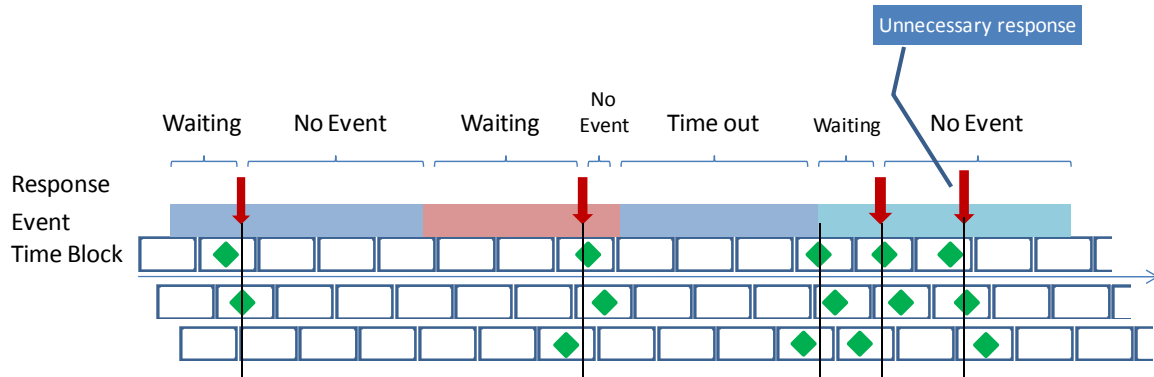 Unnecessary response
Waiting
No Event
Waiting
No
Event
Time out
Waiting
No Event
Response
Event
Time Block